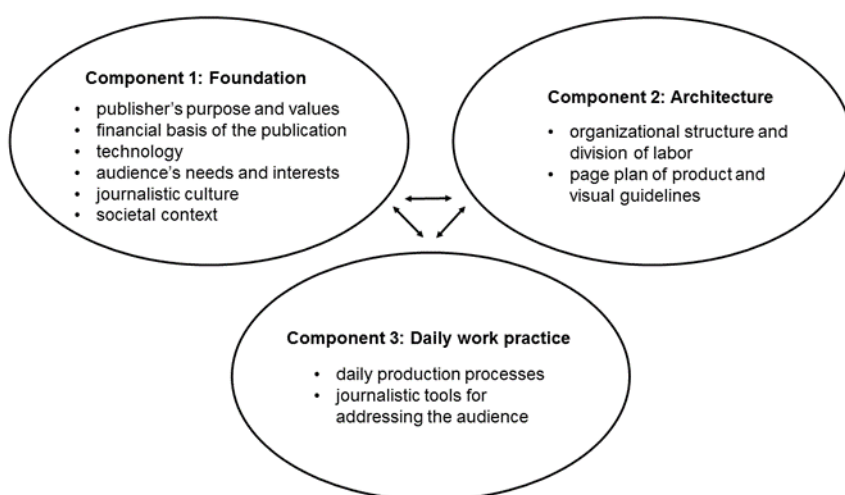 Component 1: Foundation
• publisher's purpose and values
• financial basis of the publication
• technology
• audience's needs and interests
• journalistic culture
• societal context
Component 2: Architecture
• organizational structure and
division of labor
• page plan of product and
visual guidelines
Component 3: Daily work practice
• daily production processes
• journalistic tools for
addressing the audience